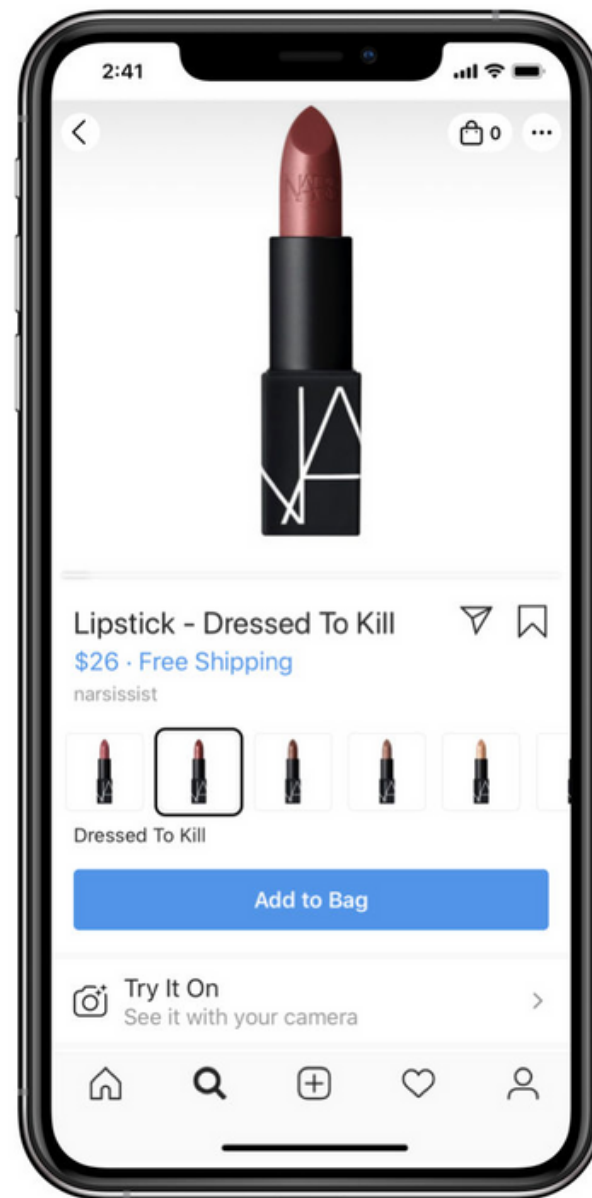 2:41
0
NARS
Lipstick - Dressed To Kill
$26 · Free Shipping
narsissist
Dressed To Kill
Add to Bag
Try It On
See it with your camera